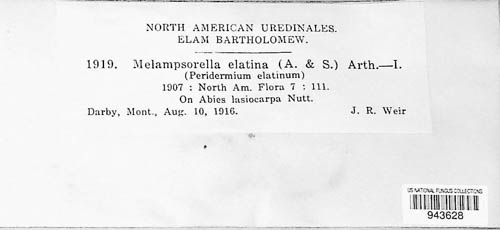 NORTH AMERICAN UREDINALES.
ELAM BARTHOLOMEW.
1919. Melampsorella elatina (A. & S.) Arth.—I.
(Peridermium elatinum)
1907 : North Am. Flora 7 : 111.
On Abies lasiocarpa Nutt.
Darby, Mont., Aug. 10, 1916. J. R. Weir
US NATIONAL FUNGUS COLLECTIONS
943628